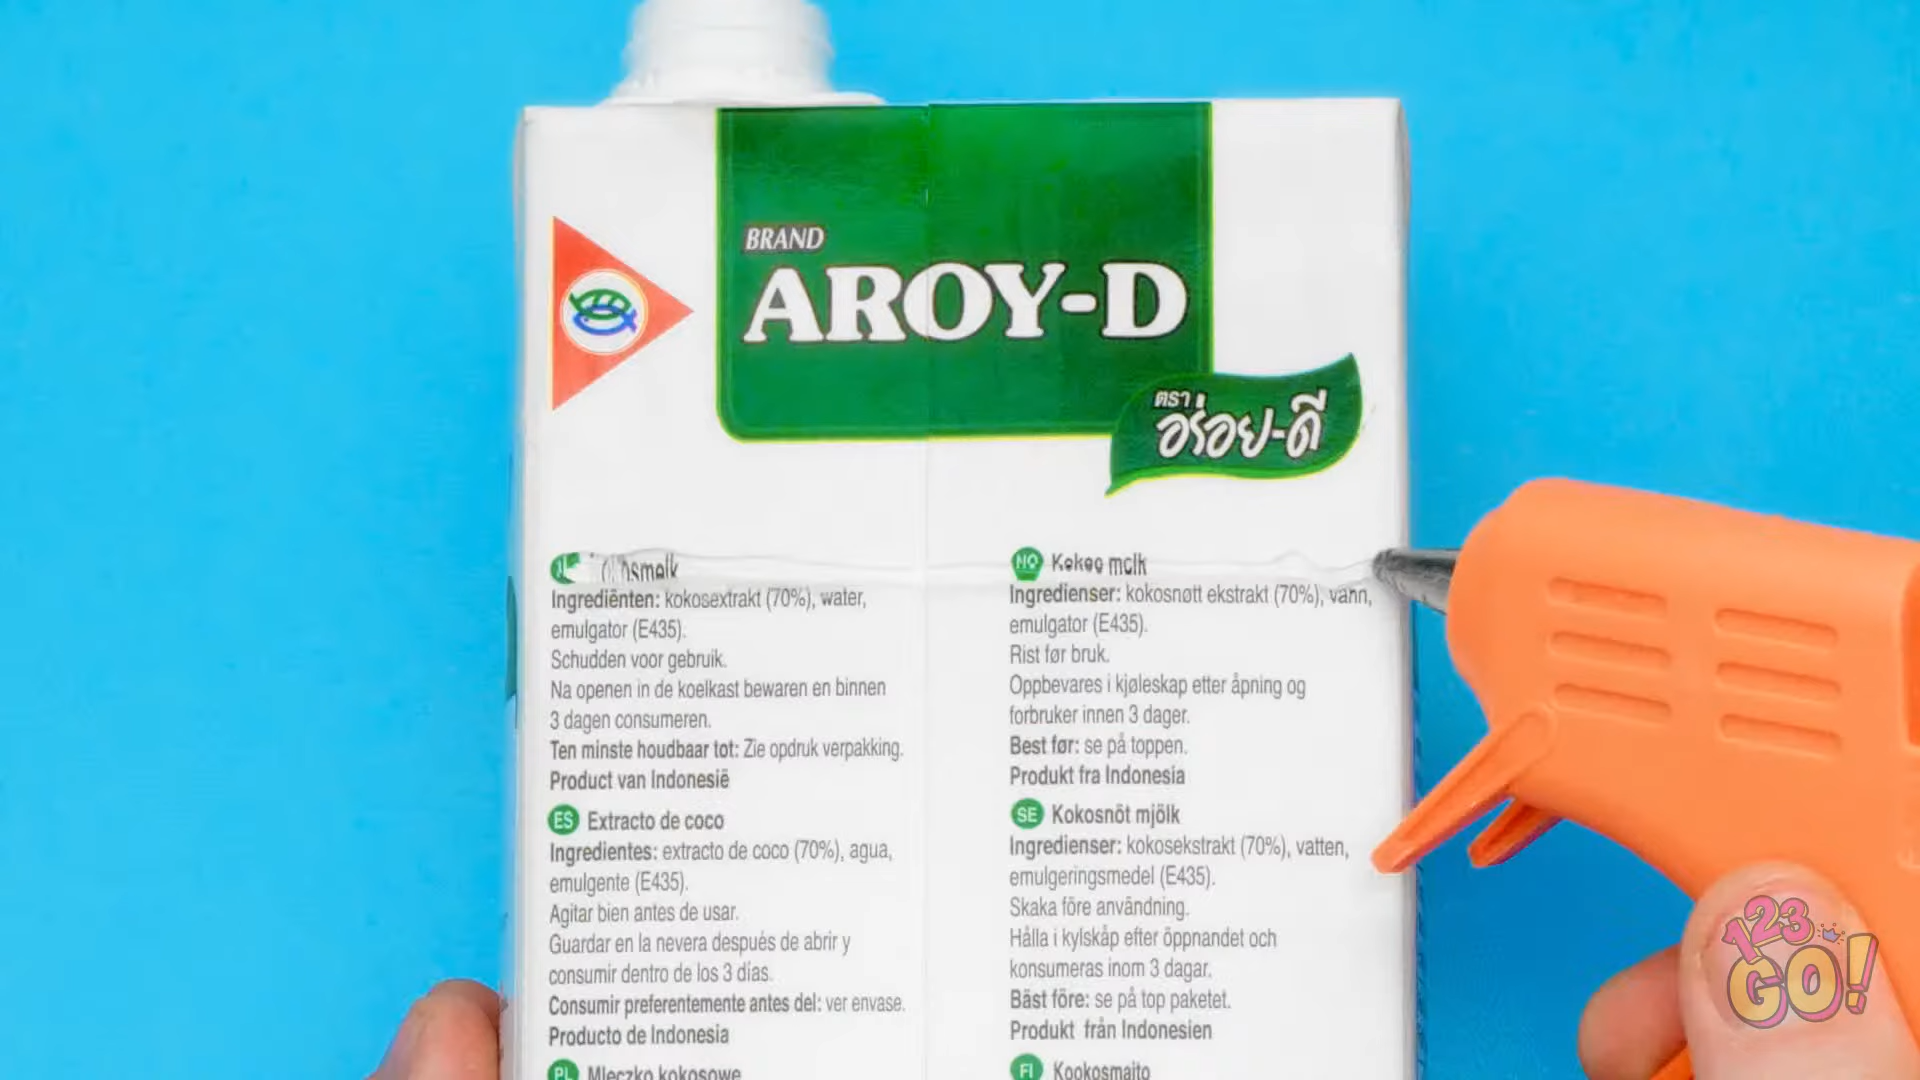 BRAND
AROY-D
ตรา
อร่อย-ดี
Ingrediënten: kokosextrakt (70%), water,
emulgator (E435).
Schudden voor gebruik.
Na openen in de koelkast bewaren en binnen
3 dagen consumeren.
Ten minste houdbaar tot: Zie opdruk verpakking.
Product van Indonesië
ES Extracto de coco
Ingredientes: extracto de coco (70%), agua,
emulgente (E435).
Agitar bien antes de usar.
Guardar en la nevera después de abrir y
consumir dentro de los 3 días.
Consumir preferentemente antes del: ver envase.
Producto de Indonesia
PL Mleczko kokosowe
NO
Ingredienser: kokosnøtt ekstrakt (70%), vann,
emulgator (E435).
Rist før bruk.
Oppbevares i kjøleskap etter åpning og
forbruker innen 3 dager.
Best før: se på toppen.
Produkt fra Indonesia
SE Kokosnöt mjölk
Ingredienser: kokosekstrakt (70%), vatten,
emulgeringsmedel (E435).
Skaka före användning.
Hålla i kylskåp efter öppnandet och
konsumeras inom 3 dagar.
Bäst före: se på top paketet.
Produkt från Indonesien
FI Kookosmaito
123
GO!